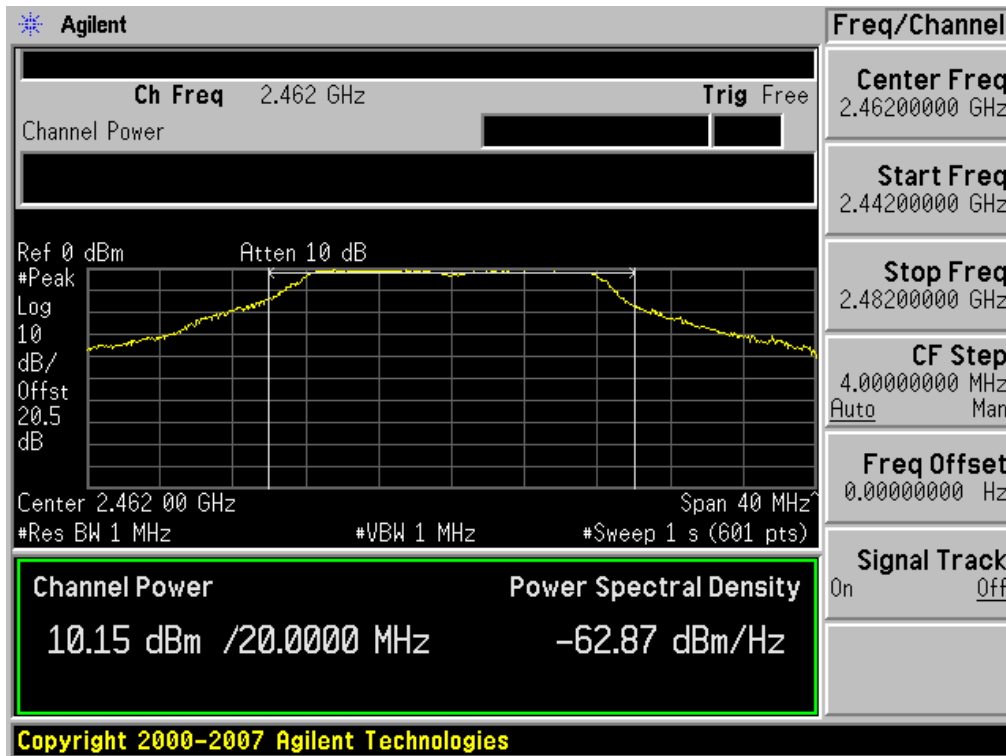 Agilent
Freq/Channel
Ch Freq 2.462 GHz Trig Free
Channel Power
Center Freq
2.46200000 GHz
Start Freq
2.44200000 GHz
Stop Freq
2.48200000 GHz
CF Step
4.00000000 MHz
Auto Man
Freq Offset
0.00000000 Hz
Signal Track
On Off
Ref 0 dBm Atten 10 dB
#Peak
Log
10
dB/
Offst
20.5
dB
Center 2.462 00 GHz Span 40 MHz^
#Res BW 1 MHz #VBW 1 MHz #Sweep 1 s (601 pts)
Channel Power Power Spectral Density
10.15 dBm /20.0000 MHz -62.87 dBm/Hz
Copyright 2000-2007 Agilent Technologies